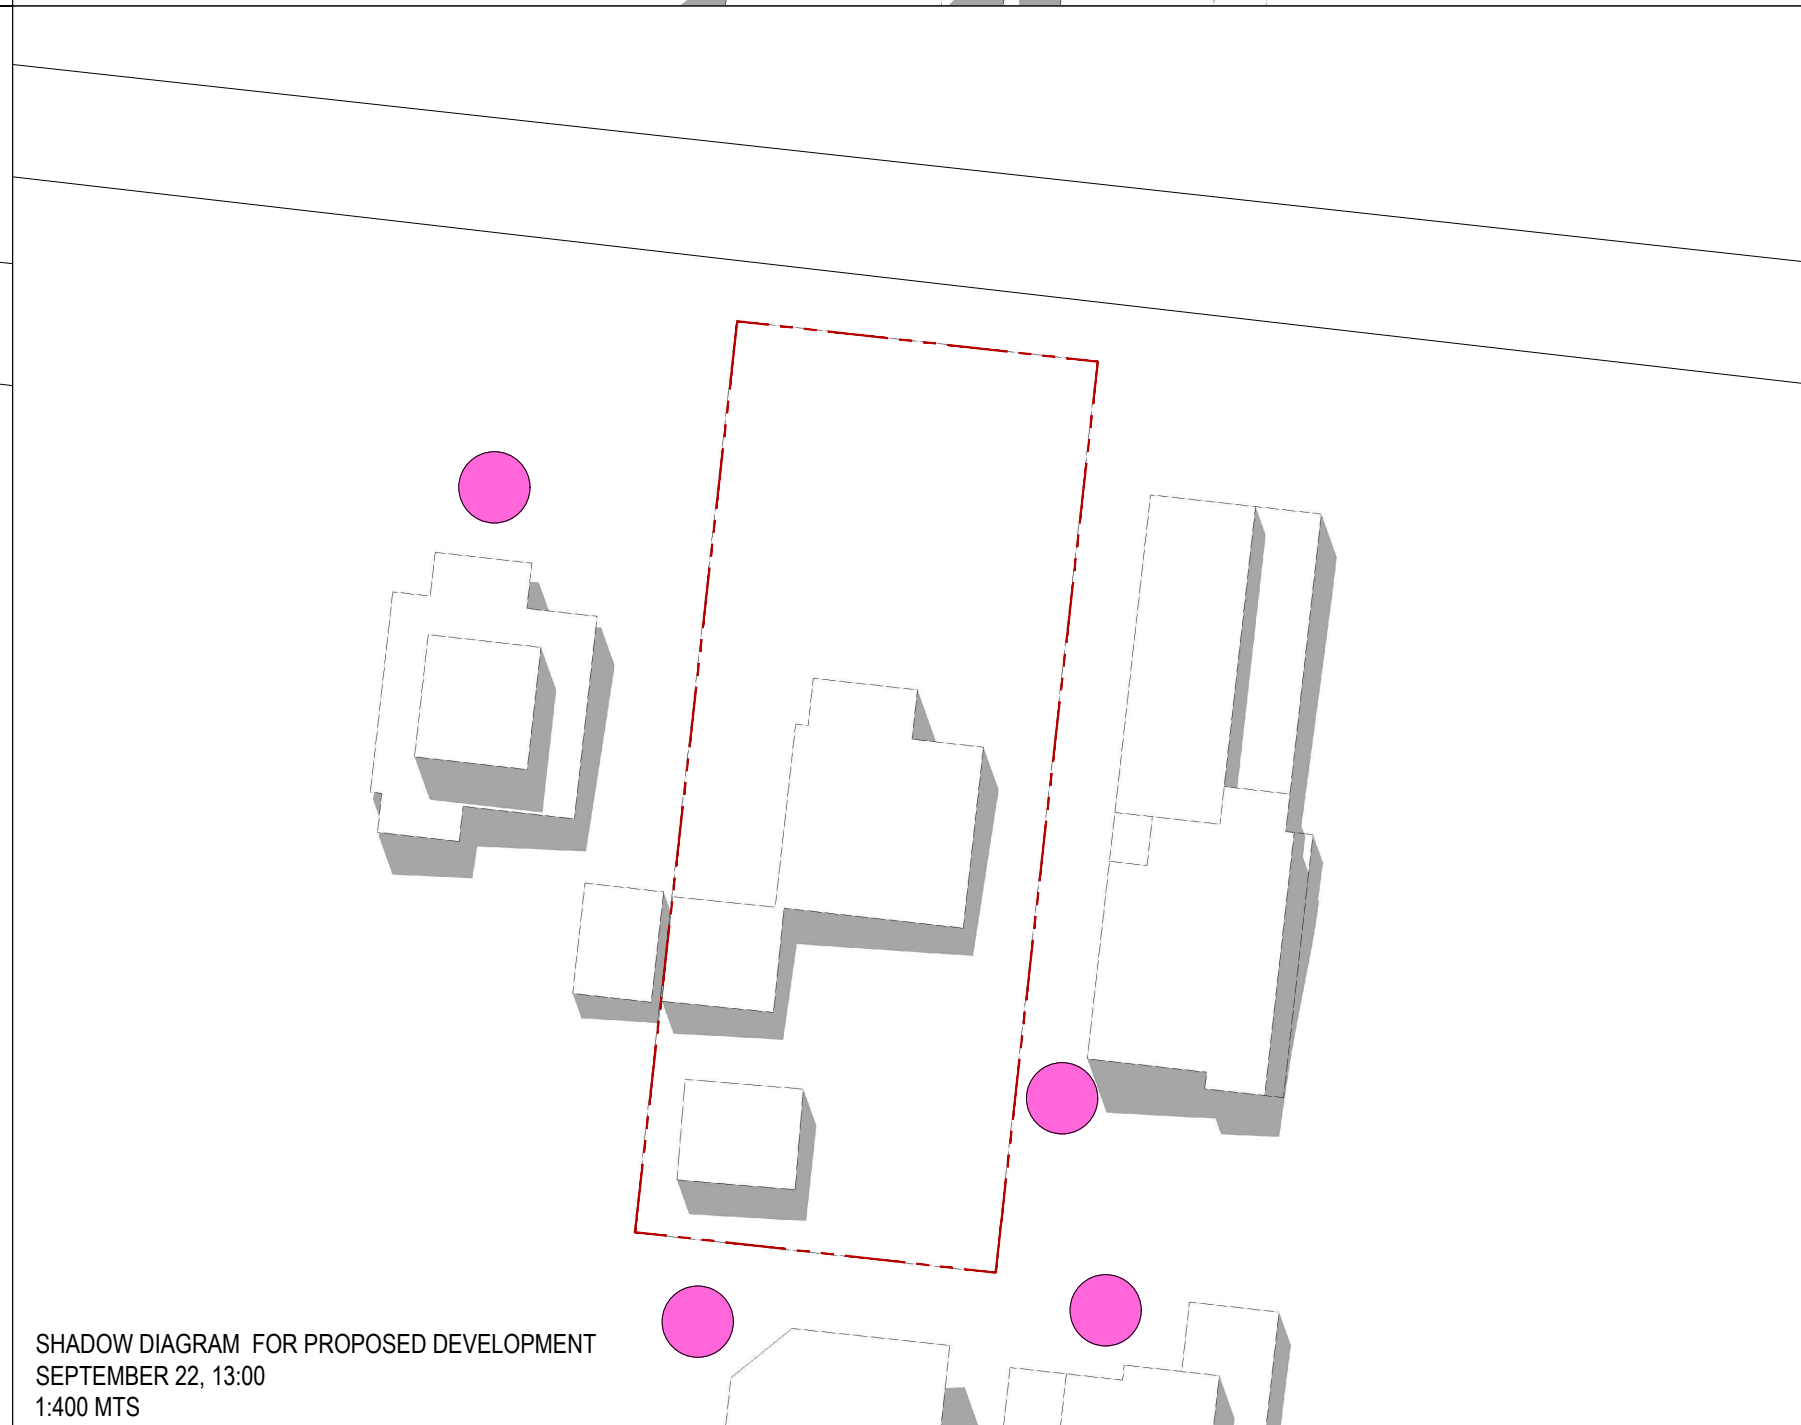 SHADOW DIAGRAM  FOR PROPOSED DEVELOPMENT
SEPTEMBER 22, 13:00
1:400 MTS